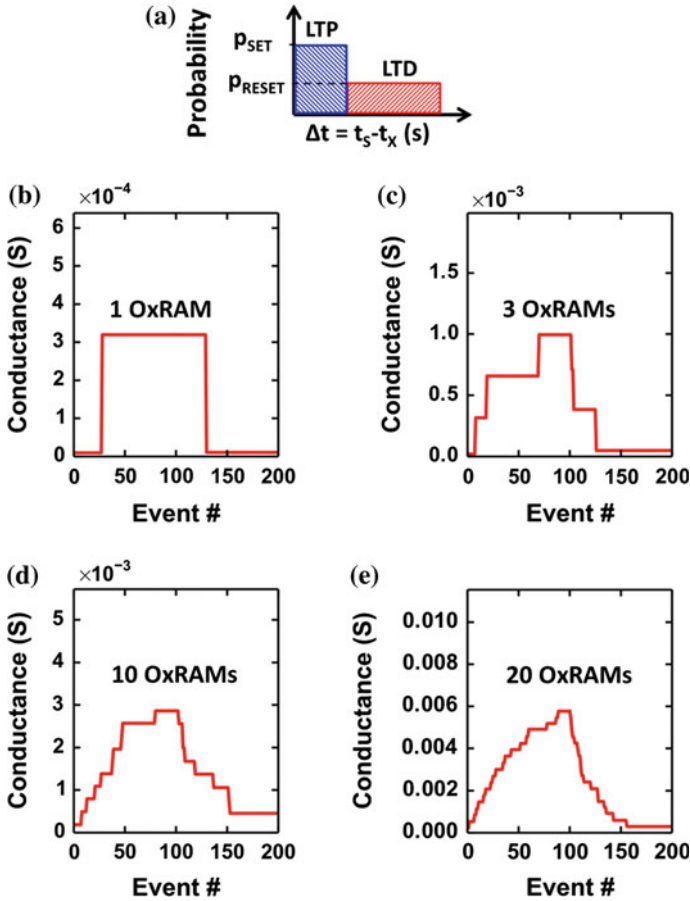 (a)
LTP
pSET
LTD
pRESET
Probability
Δt = tS-tX (s)
(b)
×10⁻⁴
6
5
4
3
2
1
0
Conductance (S)
1 OxRAM
0 50 100 150 200
Event #
(c)
×10⁻³
1.5
1.0
0.5
0.0
Conductance (S)
3 OxRAMs
0 50 100 150 200
Event #
(d)
×10⁻³
5
4
3
2
1
0
Conductance (S)
10 OxRAMs
0 50 100 150 200
Event #
(e)
0.010
0.008
0.006
0.004
0.002
0.000
Conductance (S)
20 OxRAMs
0 50 100 150 200
Event #